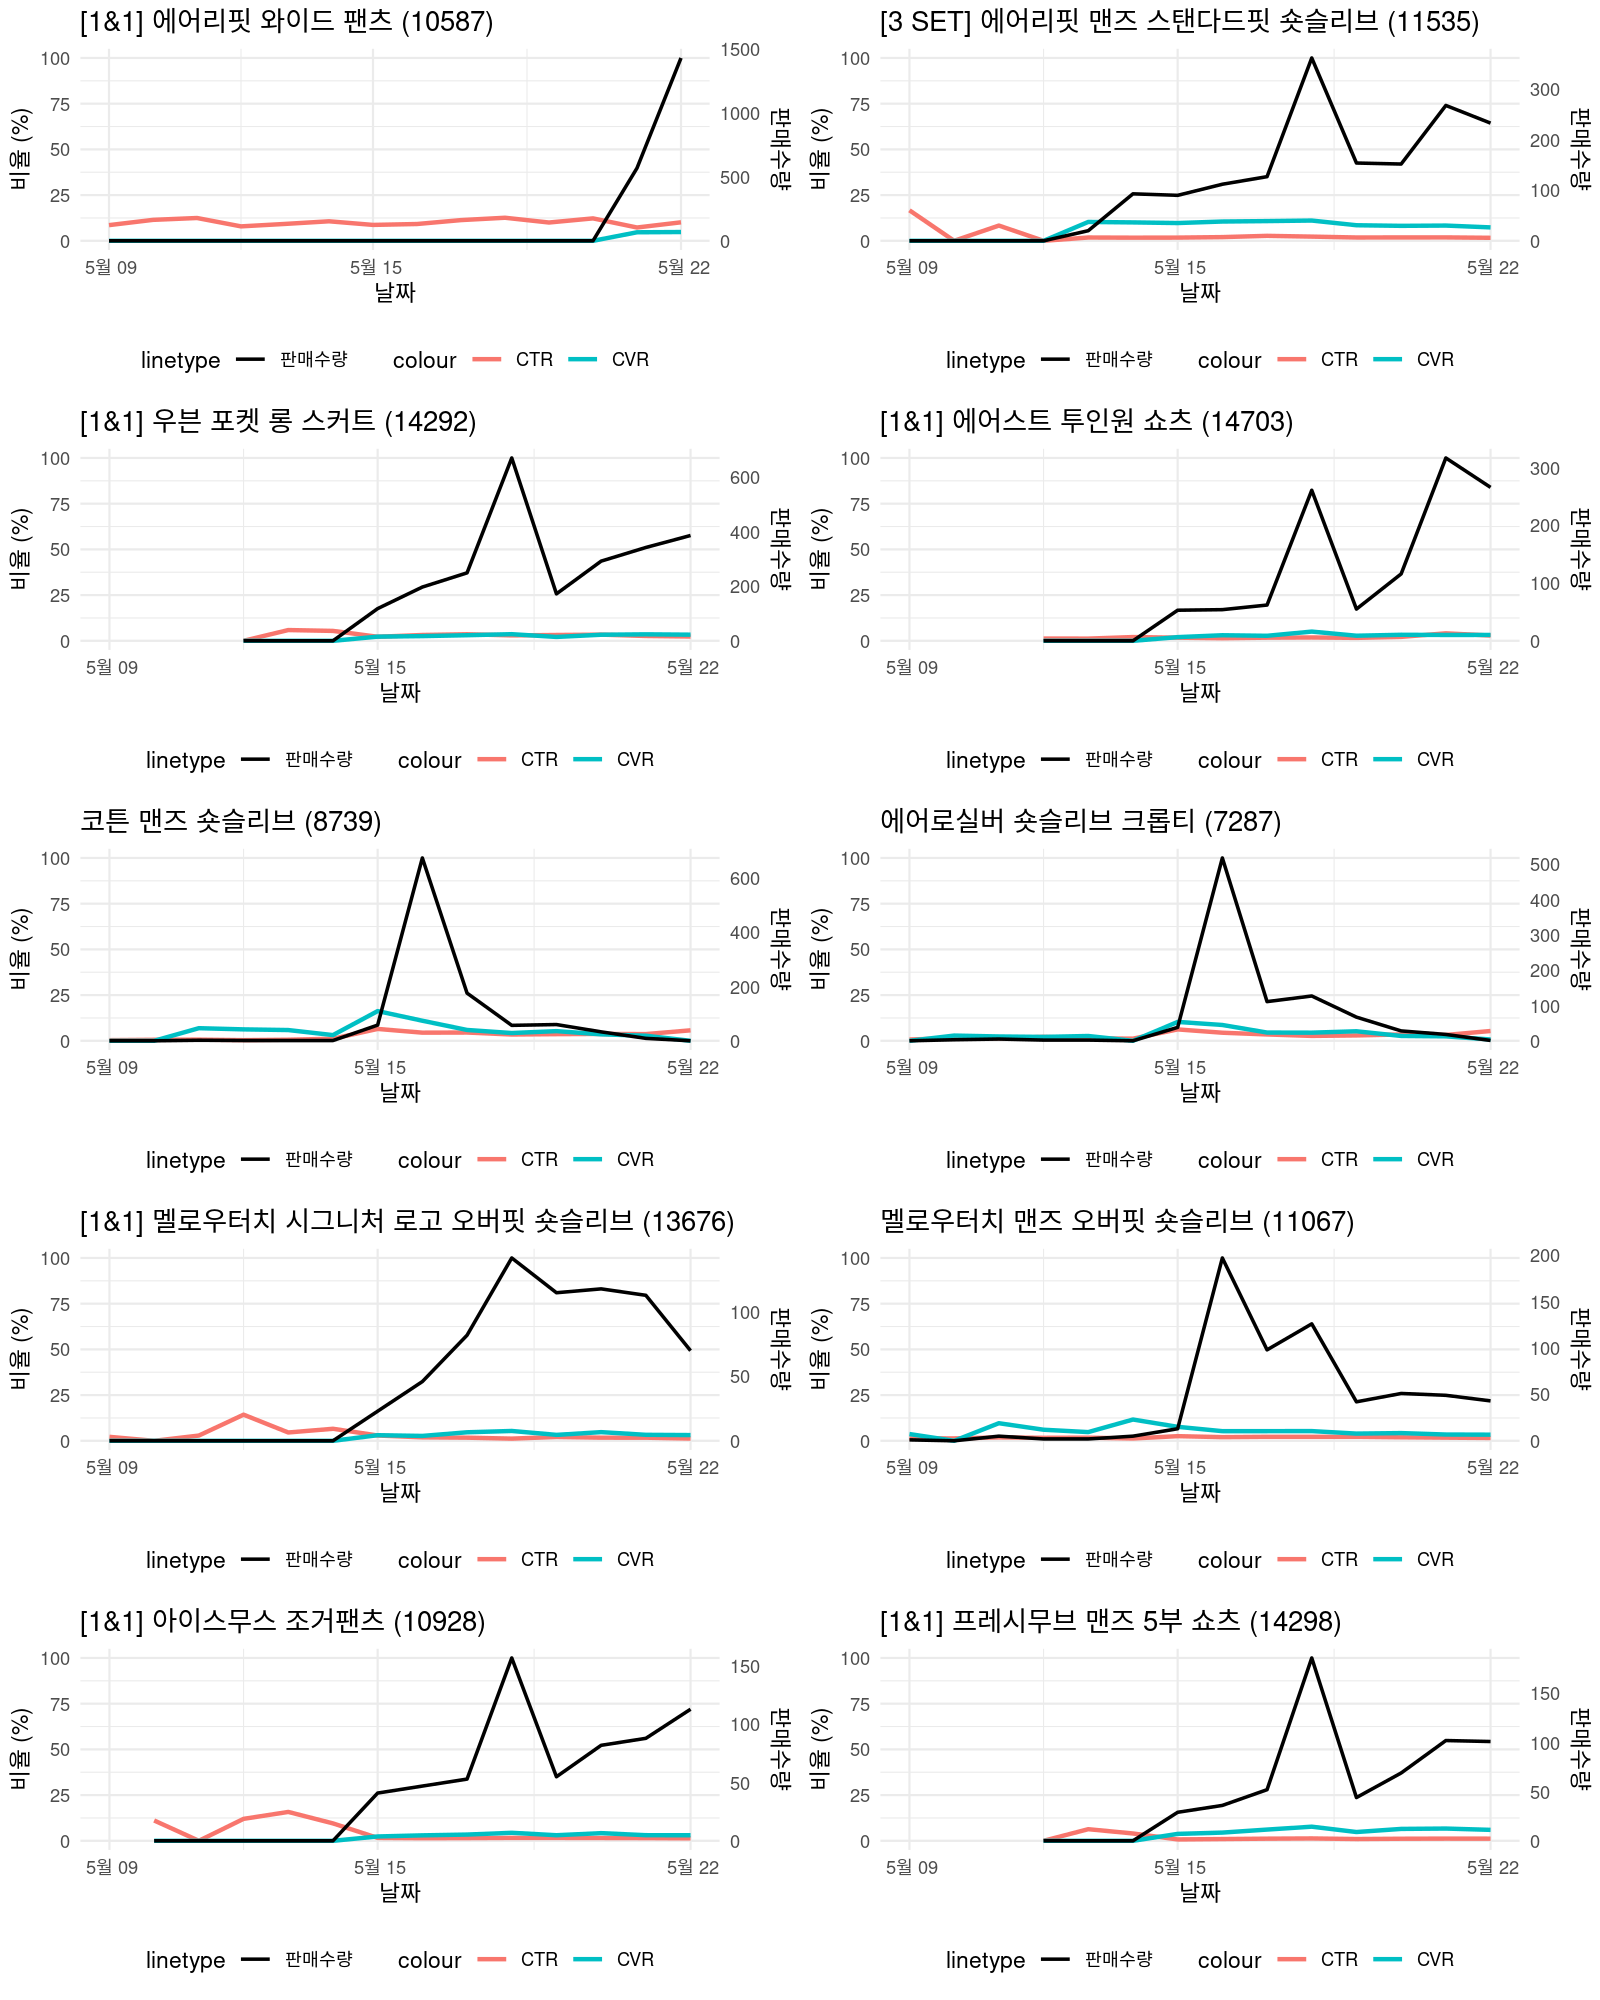 [1&1] 에어리핏 와이드 팬츠 (10587)
비율 (%)
100
75
50
25
0
1500
1000
500
0
판매수량
5월 09
5월 15
5월 22
날짜
linetype 판매수량 colour CTR CVR
[3 SET] 에어리핏 맨즈 스탠다드핏 숏슬리브 (11535)
비율 (%)
100
75
50
25
0
300
200
100
0
판매수량
5월 09
5월 15
5월 22
날짜
linetype 판매수량 colour CTR CVR
[1&1] 우븐 포켓 롱 스커트 (14292)
비율 (%)
100
75
50
25
0
600
400
200
0
판매수량
5월 09
5월 15
5월 22
날짜
linetype 판매수량 colour CTR CVR
[1&1] 에어스트 투인원 쇼츠 (14703)
비율 (%)
100
75
50
25
0
300
200
100
0
판매수량
5월 09
5월 15
5월 22
날짜
linetype 판매수량 colour CTR CVR
코튼 맨즈 숏슬리브 (8739)
비율 (%)
100
75
50
25
0
600
400
200
0
판매수량
5월 09
5월 15
5월 22
날짜
linetype 판매수량 colour CTR CVR
에어로실버 숏슬리브 크롭티 (7287)
비율 (%)
100
75
50
25
0
500
400
300
200
100
0
판매수량
5월 09
5월 15
5월 22
날짜
linetype 판매수량 colour CTR CVR
[1&1] 멜로우터치 시그니처 로고 오버핏 숏슬리브 (13676)
비율 (%)
100
75
50
25
0
100
50
0
판매수량
5월 09
5월 15
5월 22
날짜
linetype 판매수량 colour CTR CVR
멜로우터치 맨즈 오버핏 숏슬리브 (11067)
비율 (%)
100
75
50
25
0
200
150
100
50
0
판매수량
5월 09
5월 15
5월 22
날짜
linetype 판매수량 colour CTR CVR
[1&1] 아이스무스 조거팬츠 (10928)
비율 (%)
100
75
50
25
0
150
100
50
0
판매수량
5월 09
5월 15
5월 22
날짜
linetype 판매수량 colour CTR CVR
[1&1] 프레시무브 맨즈 5부 쇼츠 (14298)
비율 (%)
100
75
50
25
0
150
100
50
0
판매수량
5월 09
5월 15
5월 22
날짜
linetype 판매수량 colour CTR CVR